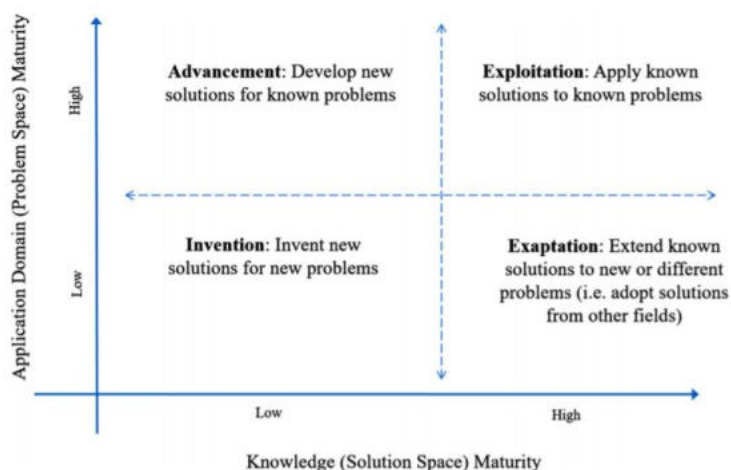 Application Domain (Problem Space) Maturity
High
Low
Advancement: Develop new
solutions for known problems
Exploitation: Apply known
solutions to known problems
Invention: Invent new
solutions for new problems
Exaptation: Extend known
solutions to new or different
problems (i.e. adopt solutions
from other fields)
Low
High
Knowledge (Solution Space) Maturity